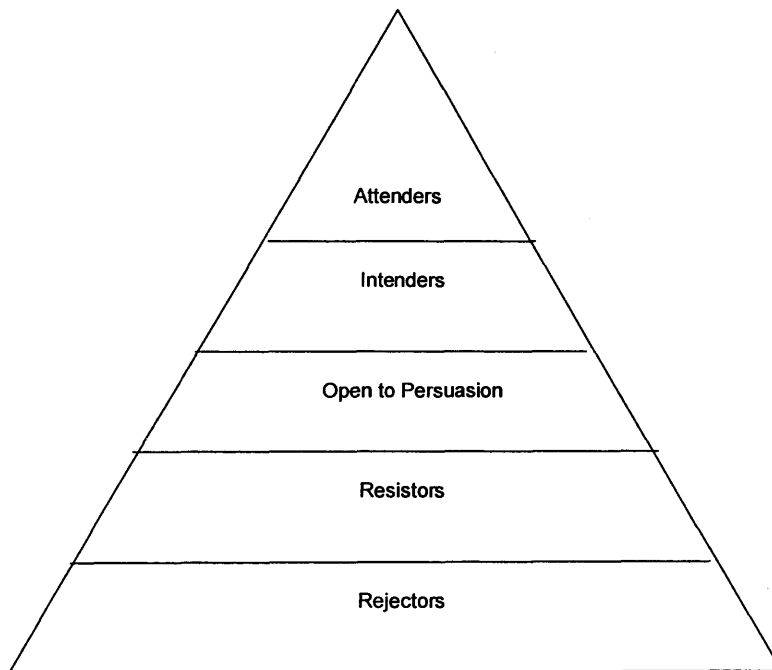 Attenders
Intenders
Open to Persuasion
Resistors
Rejectors